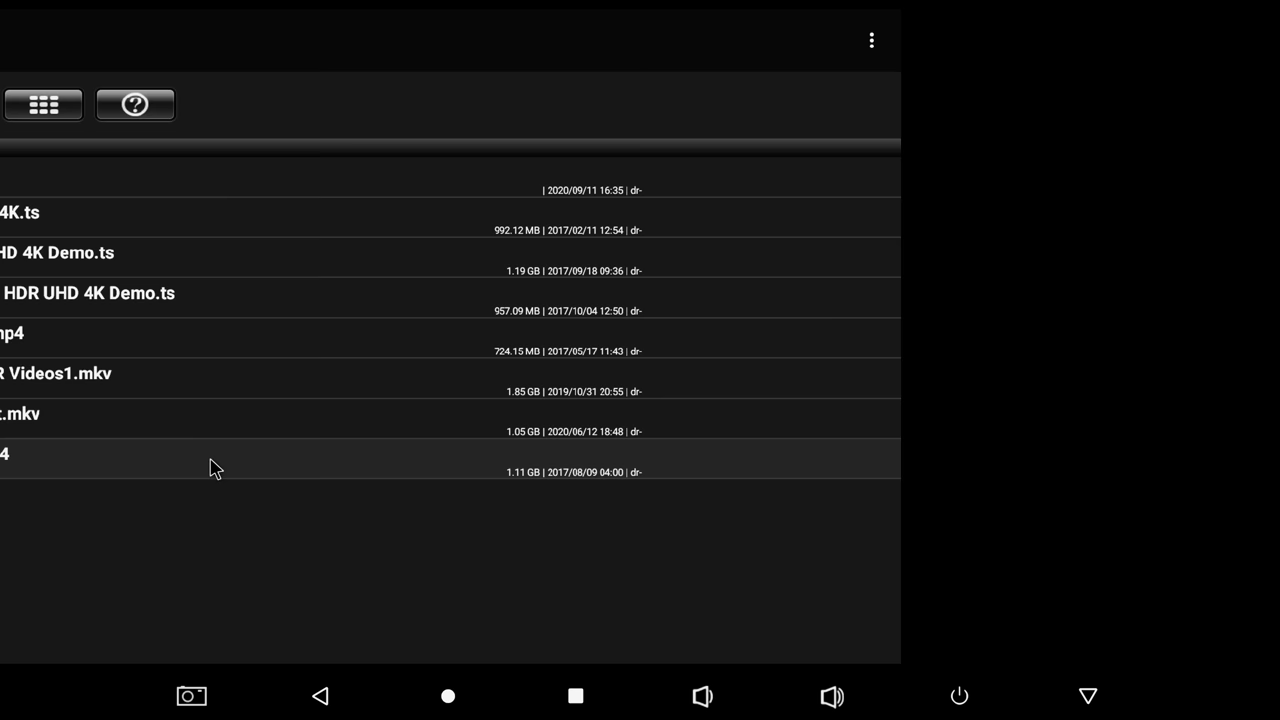 | 2020/09/11 16:35 | dr-
4K.ts
992.12 MB | 2017/02/11 12:54 | dr-
HD 4K Demo.ts
1.19 GB | 2017/09/18 09:36 | dr-
HDR UHD 4K Demo.ts
957.09 MB | 2017/10/04 12:50 | dr-
mp4
724.15 MB | 2017/05/17 11:43 | dr-
R Videos1.mkv
1.85 GB | 2019/10/31 20:55 | dr-
.mkv
1.05 GB | 2020/06/12 18:48 | dr-
4
1.11 GB | 2017/08/09 04:00 | dr-